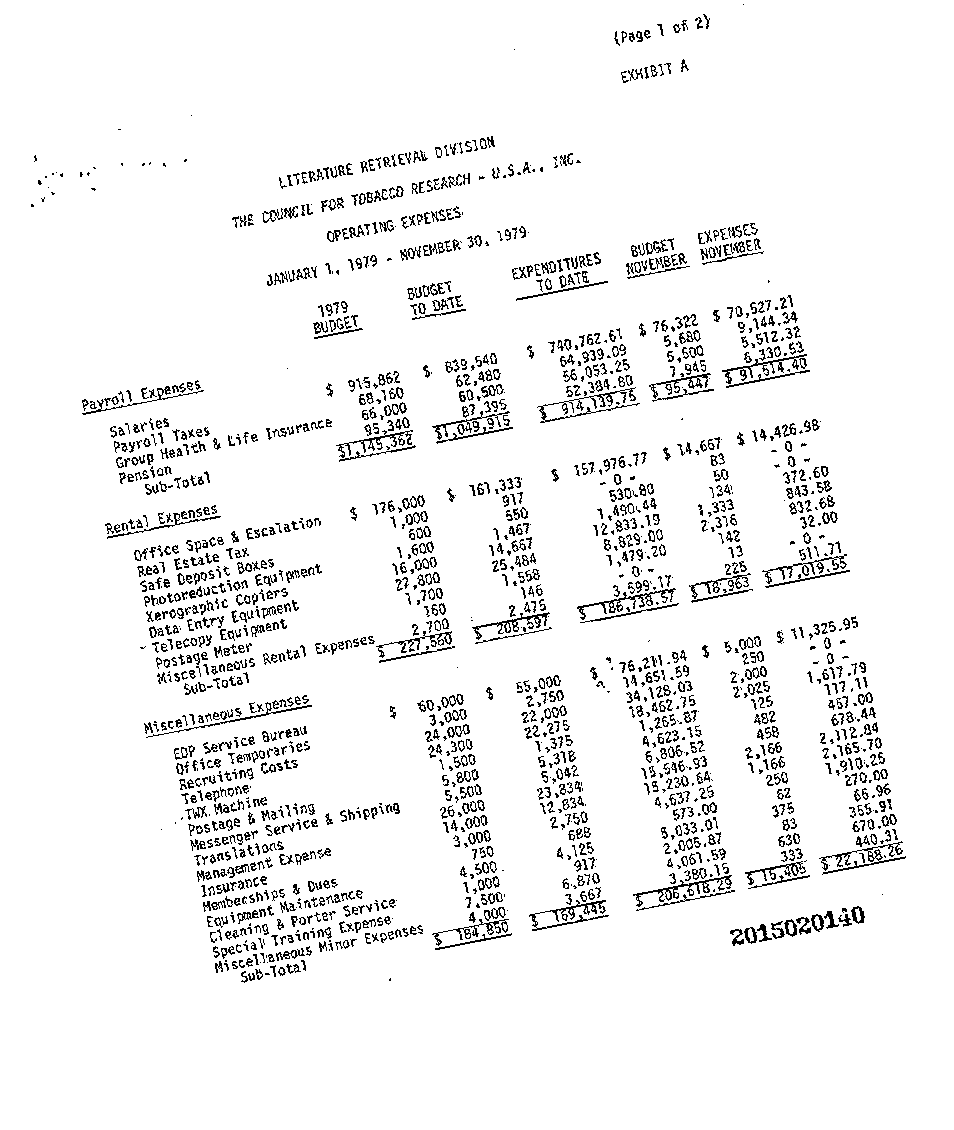 (Page 1 of 2)
EXHIBIT A
LITERATURE RETRIEVAL DIVISION
THE COUNCIL FOR TOBACCO RESEARCH - U.S.A., INC.
OPERATING EXPENSES
JANUARY 1, 1979 - NOVEMBER 30, 1979
1979 BUDGET EXPENDITURES BUDGET EXPENSES
BUDGET TO DATE TO DATE NOVEMBER NOVEMBER
Payroll Expenses
Salaries $ 915,862 $ 839,540 $ 740,762.61 $ 76,322 $ 70,527.21
Payroll Taxes 68,160 62,480 64,939.09 5,680 9,144.34
Group Health & Life Insurance 66,000 60,500 56,053.25 5,500 5,512.32
Pension 95,340 87,395 52,384.80 7,945 6,330.53
Sub-Total $1,145,362 $1,049,915 $ 914,139.75 $ 95,447 $ 91,514.40
Rental Expenses
Office Space & Escalation $ 176,000 $ 161,333 $ 157,976.77 $ 14,667 $ 14,426.98
Real Estate Tax 1,000 917 - 0 - 83 - 0 -
Safe Deposit Boxes 600 550 530.80 50 - 0 -
Photoreduction Equipment 1,600 1,467 1,490.44 134 372.60
Xerographic Copiers 16,000 14,667 12,833.19 1,333 843.58
Data Entry Equipment 27,800 25,484 8,829.00 2,316 832.68
Telecopy Equipment 1,700 1,558 1,479.20 142 32.00
Postage Meter 160 146 - 0 - 13 - 0 -
Miscellaneous Rental Expenses 2,700 2,475 3,599.17 225 511.71
Sub-Total $ 227,560 $ 208,597 $ 186,738.57 $ 18,963 $ 17,019.55
Miscellaneous Expenses
EDP Service Bureau $ 60,000 $ 55,000 $ 76,211.94 $ 5,000 $ 11,325.95
Office Temporaries 3,000 2,750 14,651.59 250 - 0 -
Recruiting Costs 24,000 22,000 34,128.03 2,000 - 0 -
Telephone 24,300 22,275 18,462.75 2,025 1,617.79
TWX Machine 1,500 1,375 1,265.87 125 117.11
Postage & Mailing 5,800 5,318 4,623.15 482 457.00
Messenger Service & Shipping 5,500 5,042 6,806.52 458 678.44
Translations 26,000 23,834 15,546.93 2,166 2,112.84
Management Expense 14,000 12,834 15,230.64 1,166 2,165.70
Insurance 3,000 2,750 4,637.25 250 1,910.25
Memberships & Dues 750 688 573.00 62 270.00
Equipment Maintenance 4,500 4,125 5,033.01 375 66.96
Cleaning & Porter Service 1,000 917 2,005.87 83 355.91
Special Training Expense 7,500 6,870 4,061.59 630 670.00
Miscellaneous Minor Expenses 4,000 3,667 3,380.15 333 440.31
Sub-Total $ 184,850 $ 169,445 $ 206,618.29 $ 15,405 $ 22,188.26
2015020140